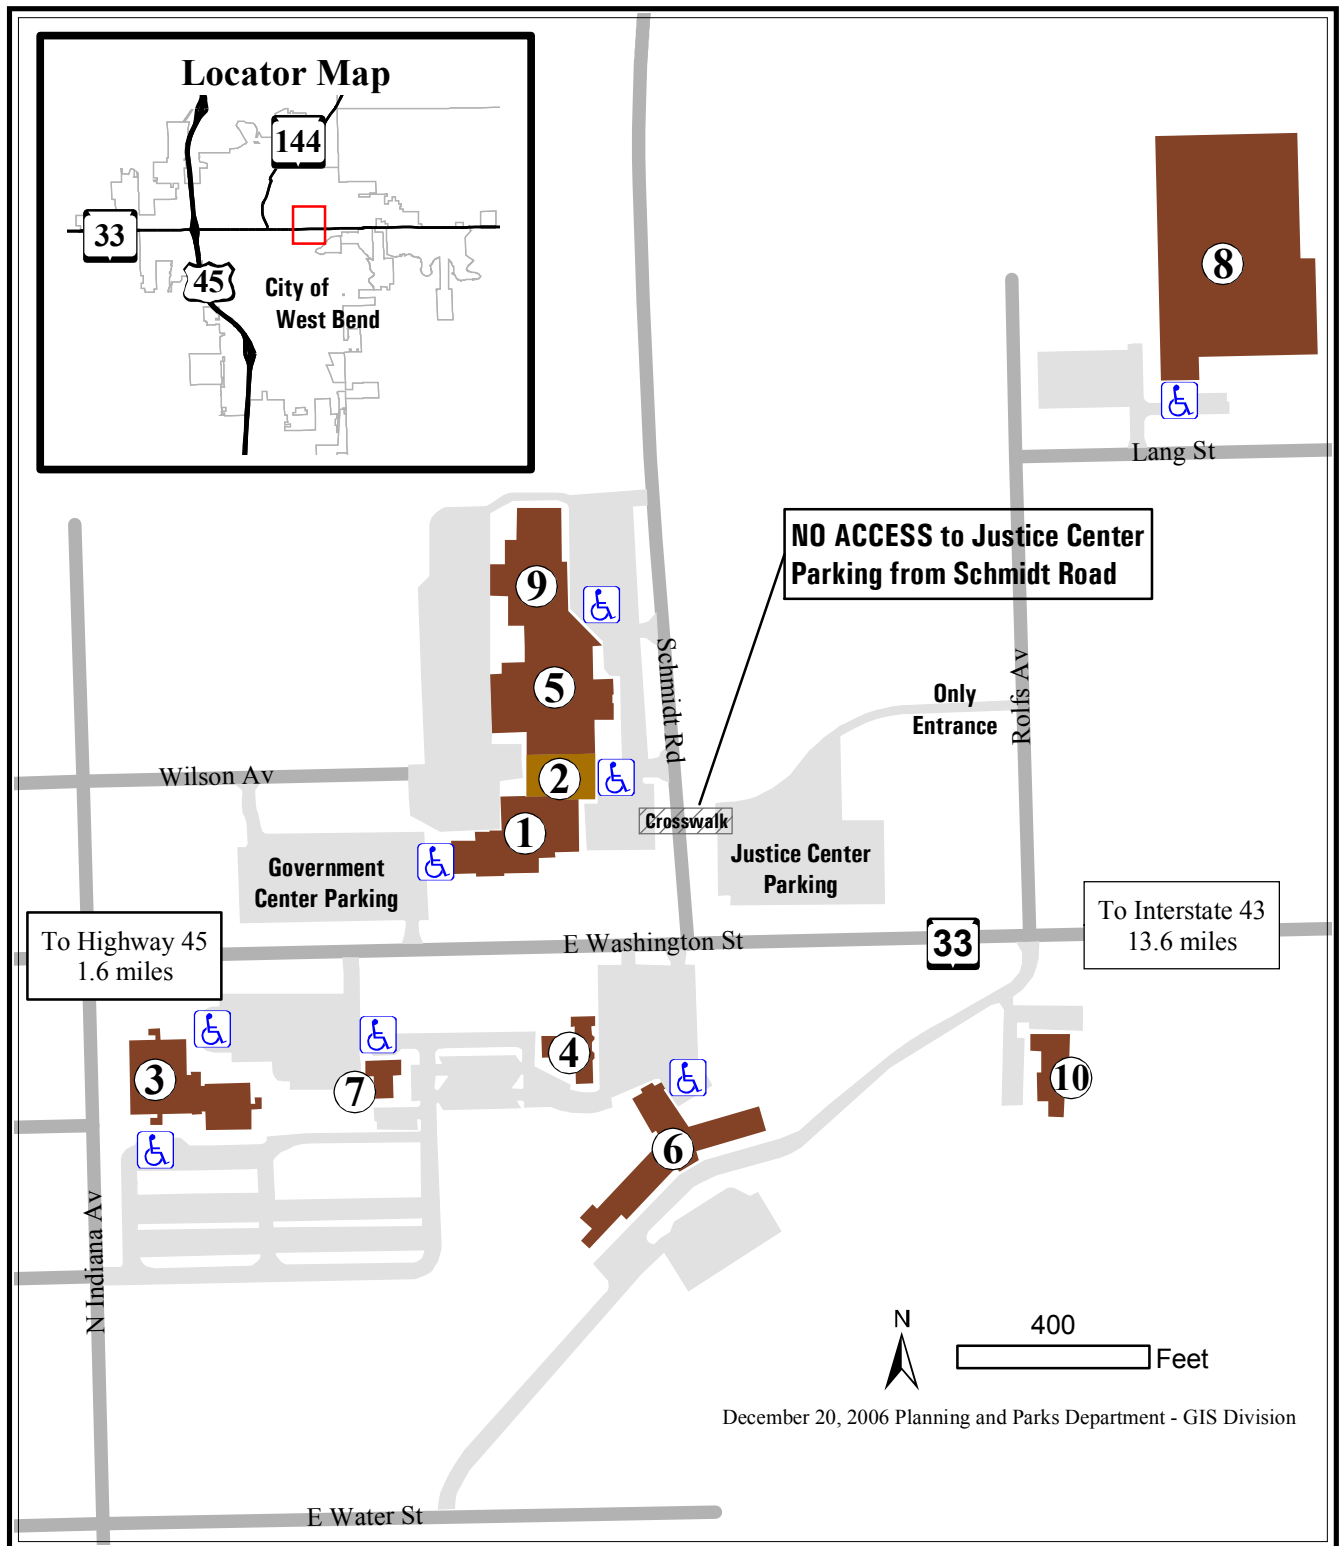 Locator Map
144
33
45
City of
West Bend
8
Lang St
NO ACCESS to Justice Center
Parking from Schmidt Road
9
5
Schmidt Rd
Only
Entrance
Rolfs Av
Wilson Av
2
1
Crosswalk
Government
Center Parking
Justice Center
Parking
To Highway 45
1.6 miles
E Washington St
33
To Interstate 43
13.6 miles
3
7
4
6
10
N Indiana Av
N
400
Feet
December 20, 2006 Planning and Parks Department - GIS Division
E Water St